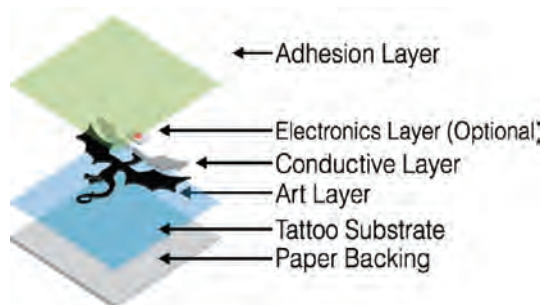 Adhesion Layer
Electronics Layer (Optional)
Conductive Layer
Art Layer
Tattoo Substrate
Paper Backing